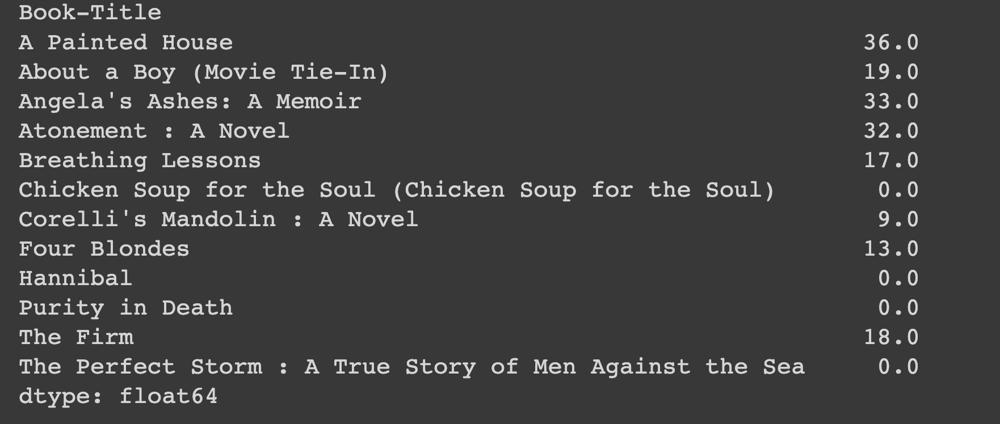 Book-Title
A Painted House 36.0
About a Boy (Movie Tie-In) 19.0
Angela's Ashes: A Memoir 33.0
Atonement : A Novel 32.0
Breathing Lessons 17.0
Chicken Soup for the Soul (Chicken Soup for the Soul) 0.0
Corelli's Mandolin : A Novel 9.0
Four Blondes 13.0
Hannibal 0.0
Purity in Death 0.0
The Firm 18.0
The Perfect Storm : A True Story of Men Against the Sea 0.0
dtype: float64